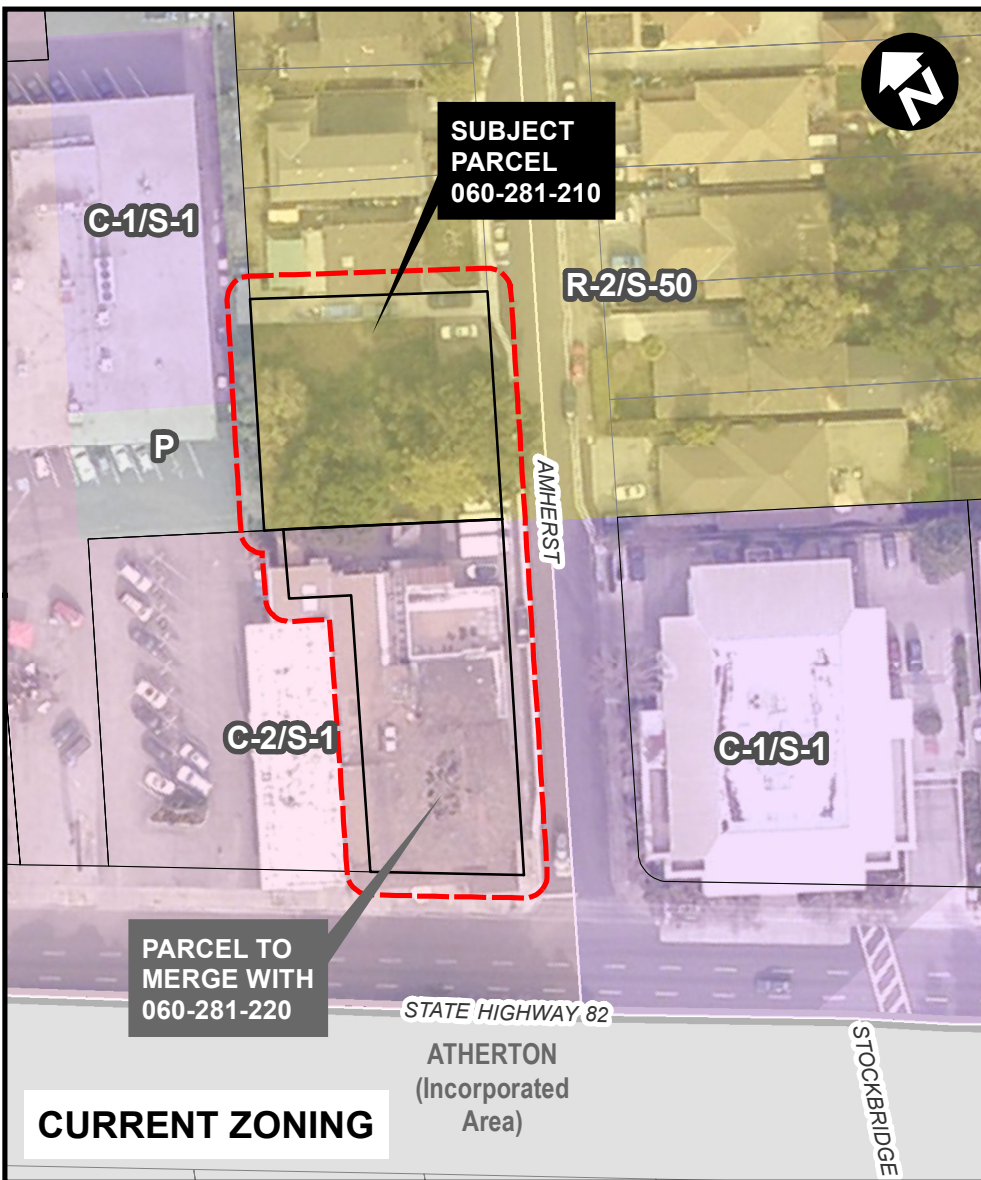 N
SUBJECT
PARCEL
060-281-210
C-1/S-1
R-2/S-50
P
AMHERST
C-2/S-1
C-1/S-1
PARCEL TO
MERGE WITH
060-281-220
STATE HIGHWAY 82
ATHERTON
(Incorporated
Area)
STOCKBRIDGE
CURRENT ZONING